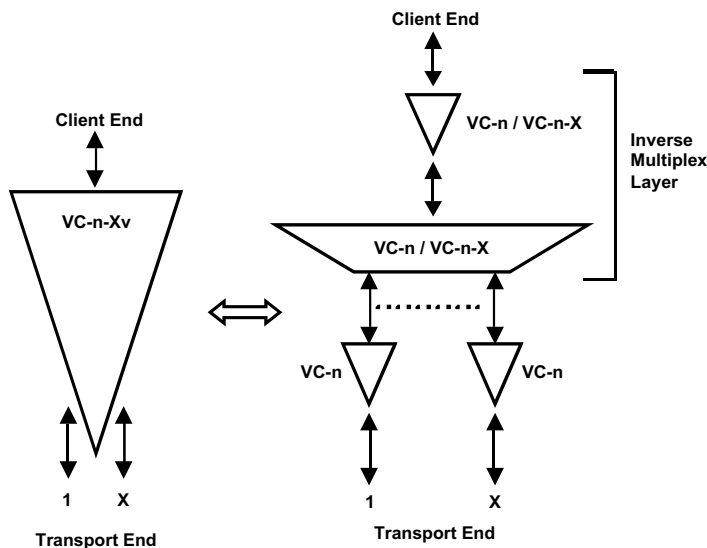 Client End
VC-n-Xv
1 X
Transport End
Client End
VC-n / VC-n-X
Inverse
Multiplex
Layer
VC-n / VC-n-X
VC-n VC-n
1 X
Transport End